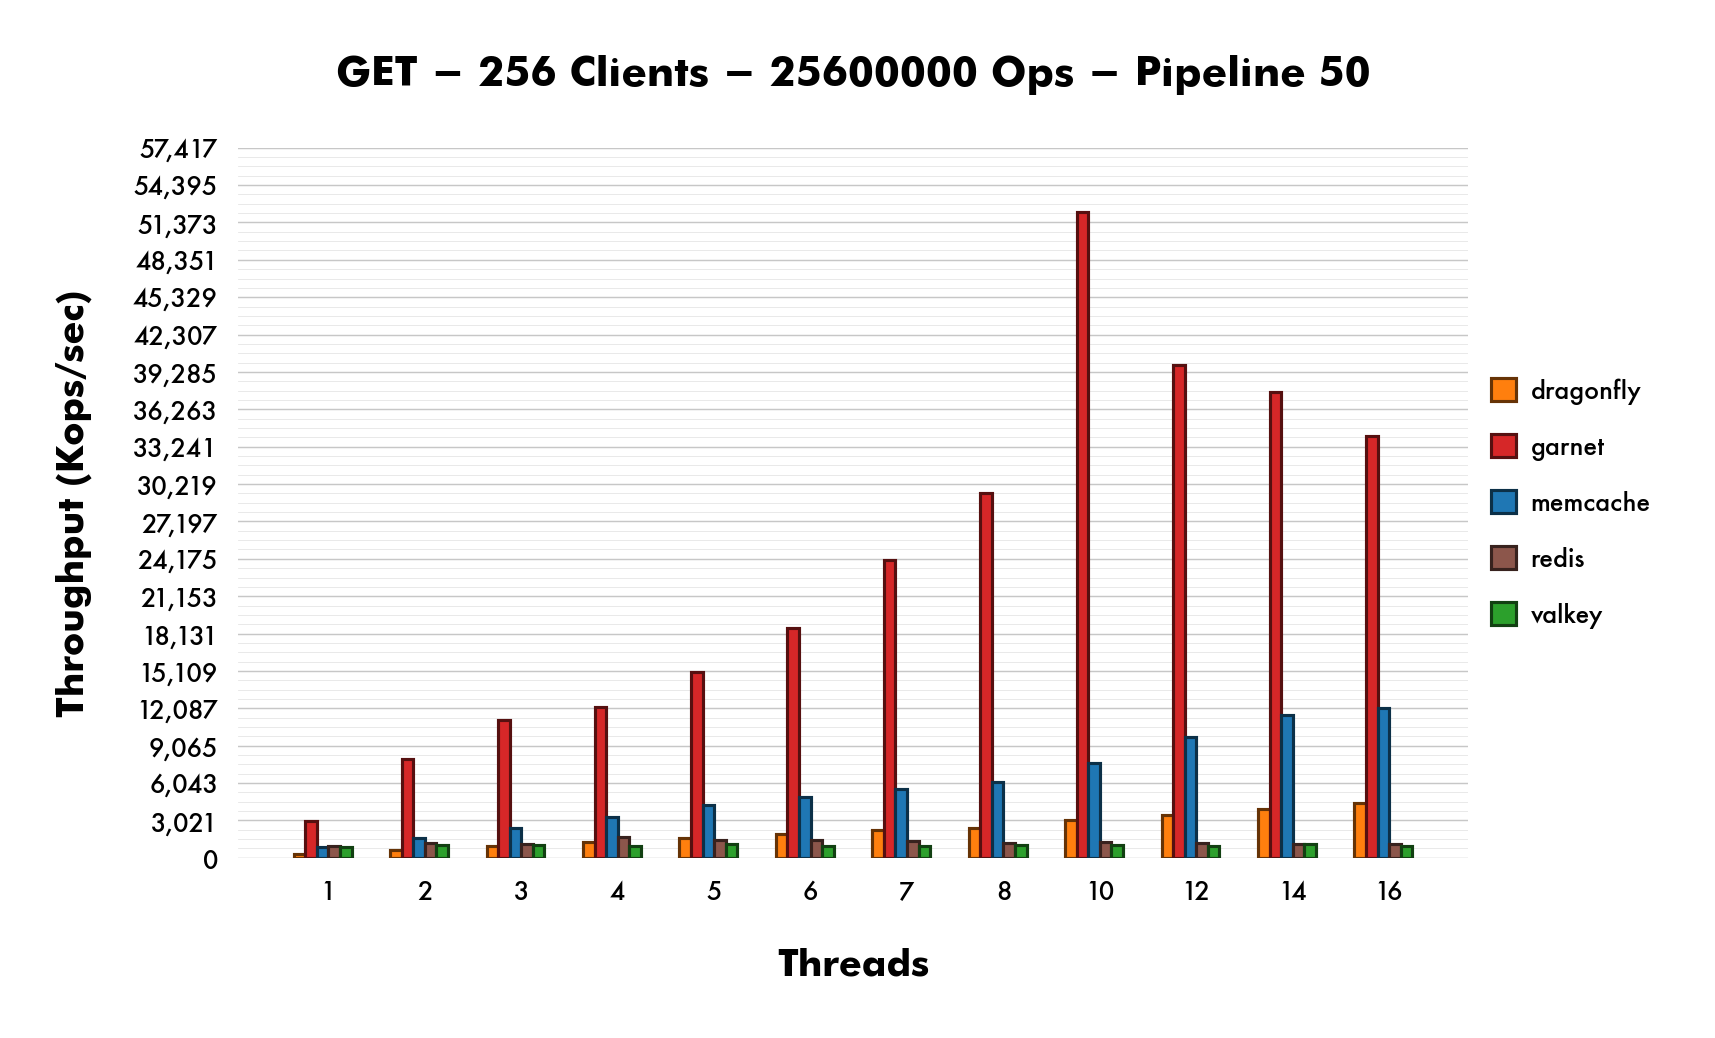 GET – 256 Clients – 25600000 Ops – Pipeline 50
Throughput (Kops/sec)
57,417
54,395
51,373
48,351
45,329
42,307
39,285
36,263
33,241
30,219
27,197
24,175
21,153
18,131
15,109
12,087
9,065
6,043
3,021
0
1 2 3 4 5 6 7 8 10 12 14 16
Threads
dragonfly
garnet
memcache
redis
valkey